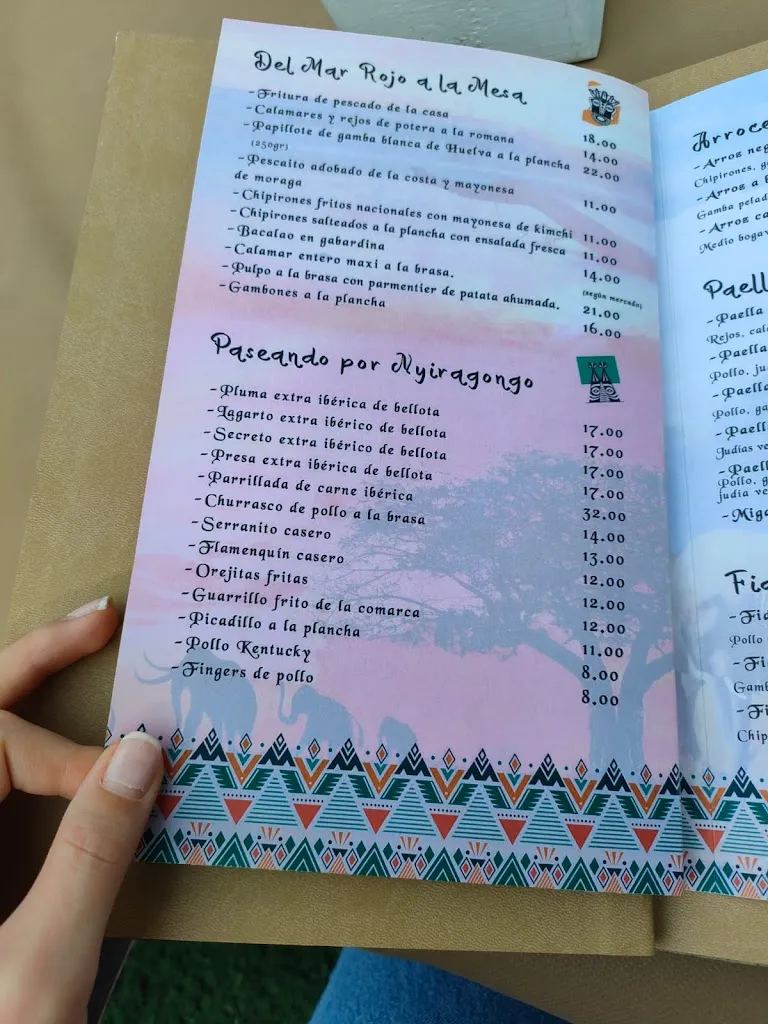 Del Mar Rojo a la Mesa
-Fritura de pescado de la casa 18.00
-Calamares y rejos de potera a la romana 14.00
-Papillote de gamba blanca de Huelva a la plancha 22.00
(250gr)
-Pescaito adobado de la costa y mayonesa
de moraga 11.00
-Chipirones fritos nacionales con mayonesa de kimchi 11.00
-Chipirones salteados a la plancha con ensalada fresca 11.00
-Bacalao en gabardina 14.00
-Calamar entero maxi a la brasa. (según mercado)
-Pulpo a la brasa con parmentier de patata ahumada. 21.00
-Gambones a la plancha 16.00
Paseando por Nyiragongo
-Pluma extra ibérica de bellota 17.00
-Lagarto extra ibérico de bellota 17.00
-Secreto extra ibérico de bellota 17.00
-Presa extra ibérica de bellota 17.00
-Parrillada de carne ibérica 32.00
-Churrasco de pollo a la brasa 14.00
-Serranito casero 13.00
-Flamenquín casero 12.00
-Orejitas fritas 12.00
-Guarrillo frito de la comarca 12,00
-Picadillo a la plancha 11.00
-Pollo Kentucky 8.00
-Fingers de pollo 8.00
Arroce
-Arroz neg
Chipirones, g
-Arroz a b
Gamba pelad
-Arroz ca
Medio bogav
Paell
-Paella
Rejos, cala
-Paella
Pollo, ju
-Paella
Pollo, ga
-Paell
Judías ve
-Paell
Pollo, g
judía ve
-Miga
Fid
-Fid
Pollo
-Fi
Gamb
-Fi
Chip